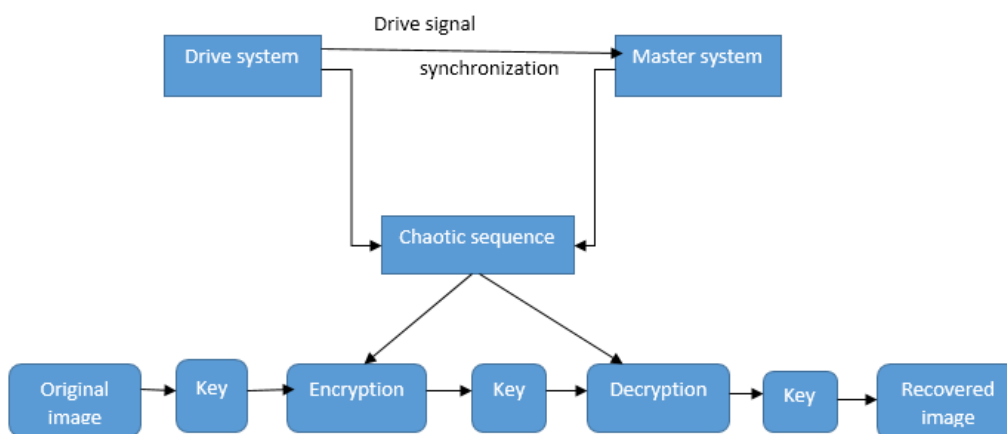 Drive signal
Drive system
Master system
synchronization
Chaotic sequence
Original
image
Key
Encryption
Key
Decryption
Key
Recovered
image